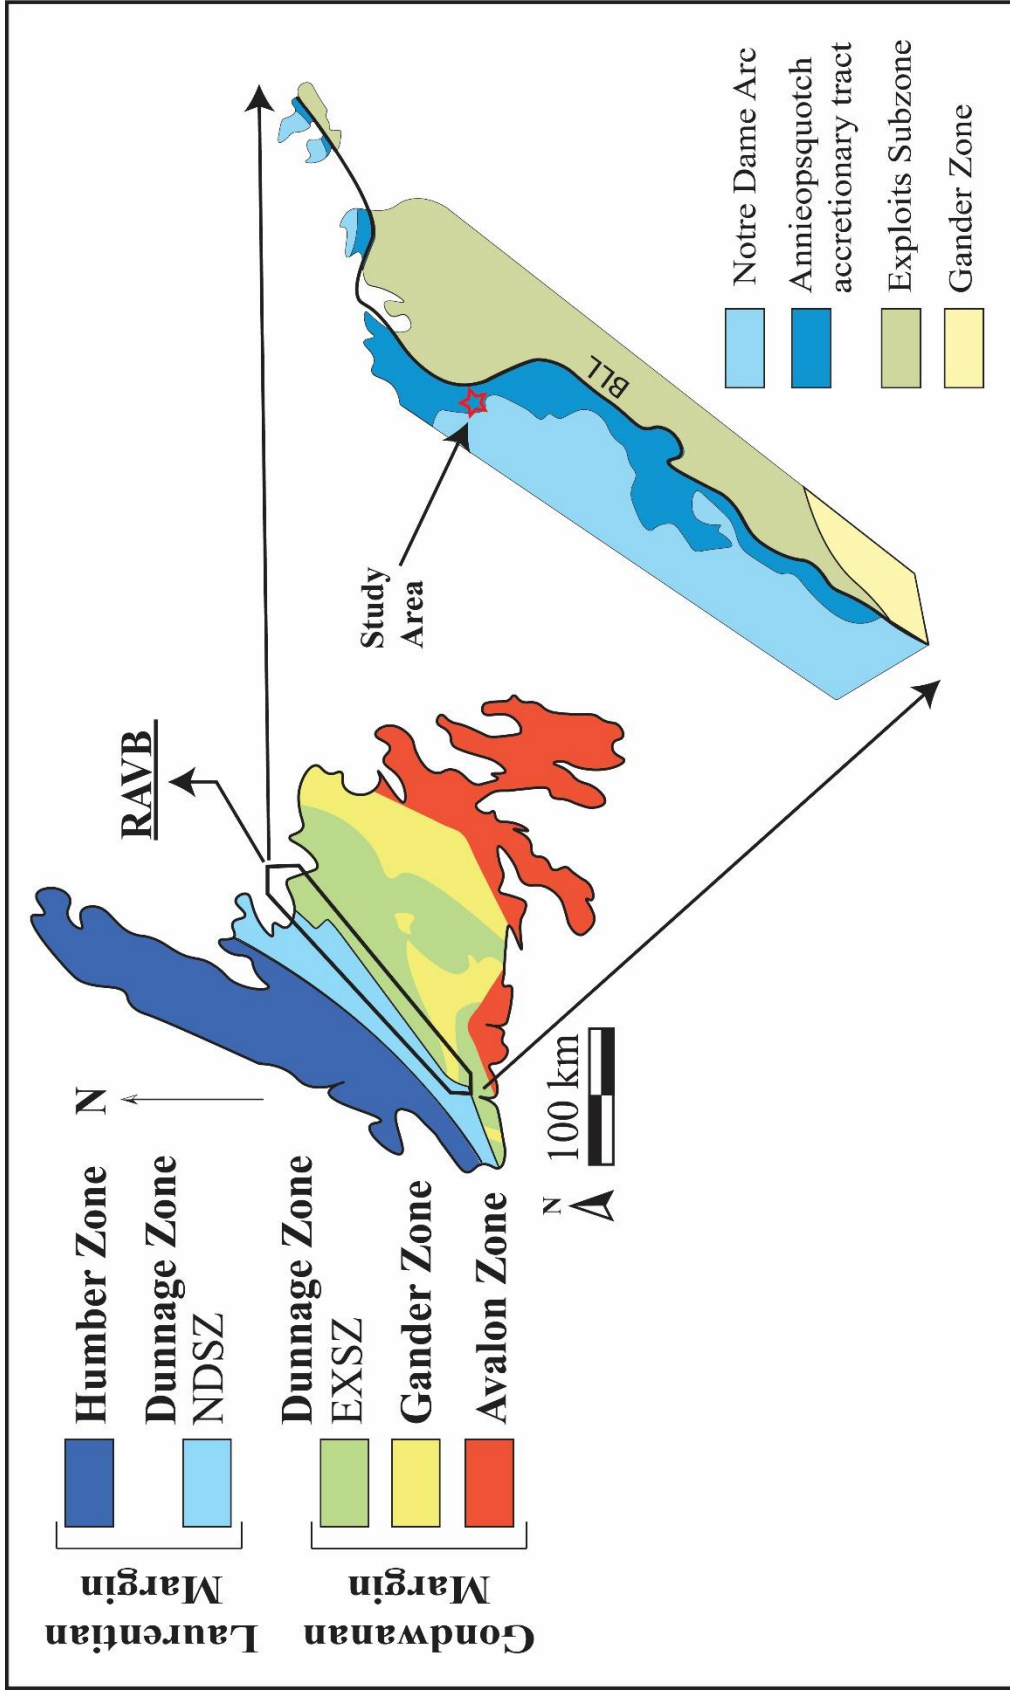 Laurentian
Margin
Gondwanan
Margin
Humber Zone
Dunnage Zone
NDSZ
Dunnage Zone
EXSZ
Gander Zone
Avalon Zone
N
N
100 km
RAVB
Study
Area
BLL
Notre Dame Arc
Annieopsquotch
accretionary tract
Exploits Subzone
Gander Zone